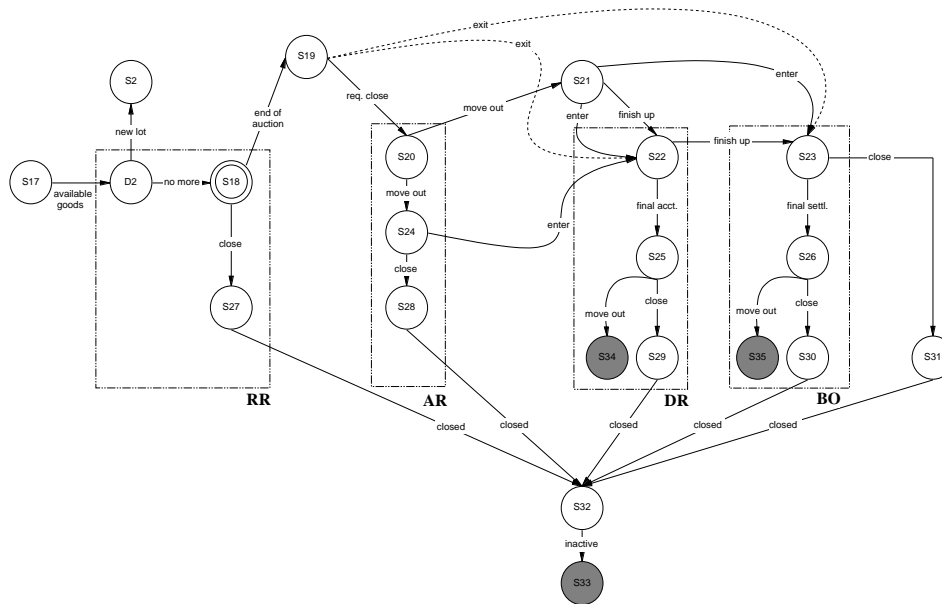 exit
exit
S19
S2
S21
req. close
enter
end of
auction
move out
enter
finish up
new lot
S17
D2
no more
S18
S20
S22
finish up
S23
close
available
goods
move out
final acct.
final settl.
S24
enter
close
close
S25
S26
S27
S28
move out
close
move out
close
S34
S29
S35
S30
S31
RR
AR
DR
BO
closed
closed
closed
closed
closed
S32
inactive
S33